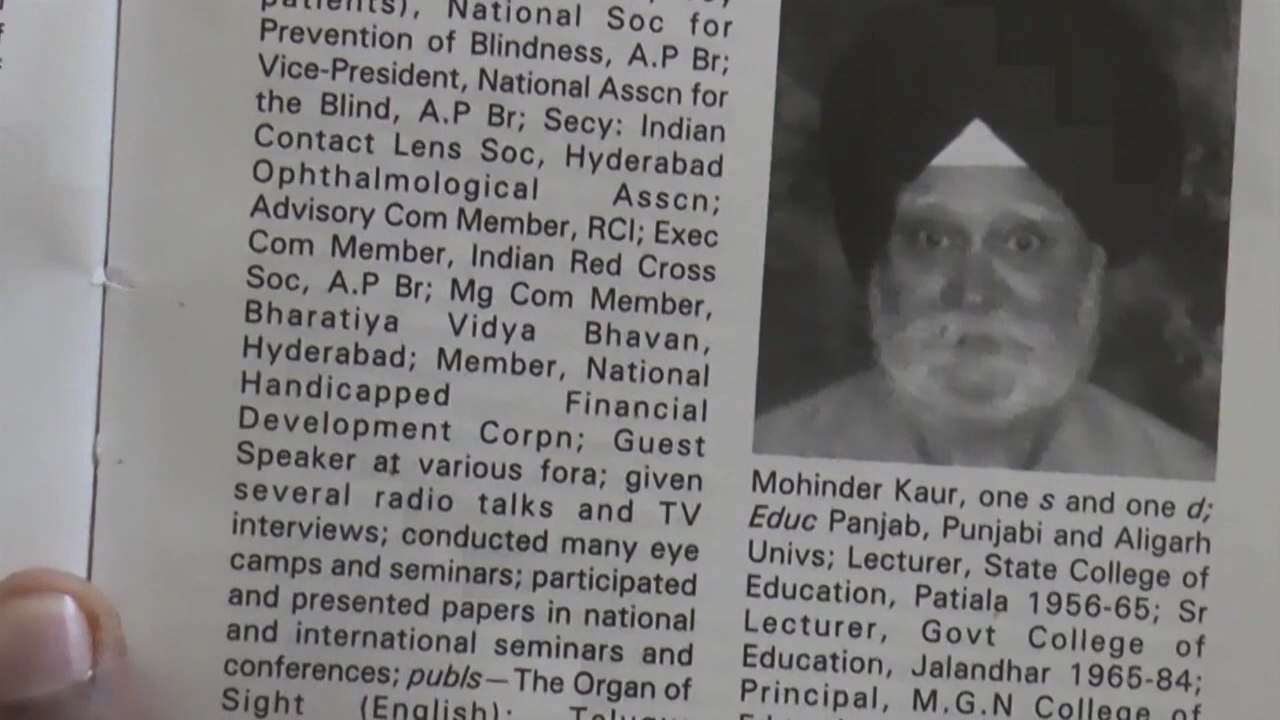 patients), National Soc for
Prevention of Blindness, A.P Br;
Vice-President, National Asscn for
the Blind, A.P Br; Secy: Indian
Contact Lens Soc, Hyderabad
Ophthalmological Asscn;
Advisory Com Member, RCI; Exec
Com Member, Indian Red Cross
Soc, A.P Br; Mg Com Member,
Bharatiya Vidya Bhavan,
Hyderabad; Member, National
Handicapped Financial
Development Corpn; Guest
Speaker at various fora; given
several radio talks and TV
interviews; conducted many eye
camps and seminars; participated
and presented papers in national
and international seminars and
conferences; publs—The Organ of
Sight (English);
Mohinder Kaur, one s and one d;
Educ Panjab, Punjabi and Aligarh
Univs; Lecturer, State College of
Education, Patiala 1956-65; Sr
Lecturer, Govt College of
Education, Jalandhar 1965-84;
Principal, M.G.N College of